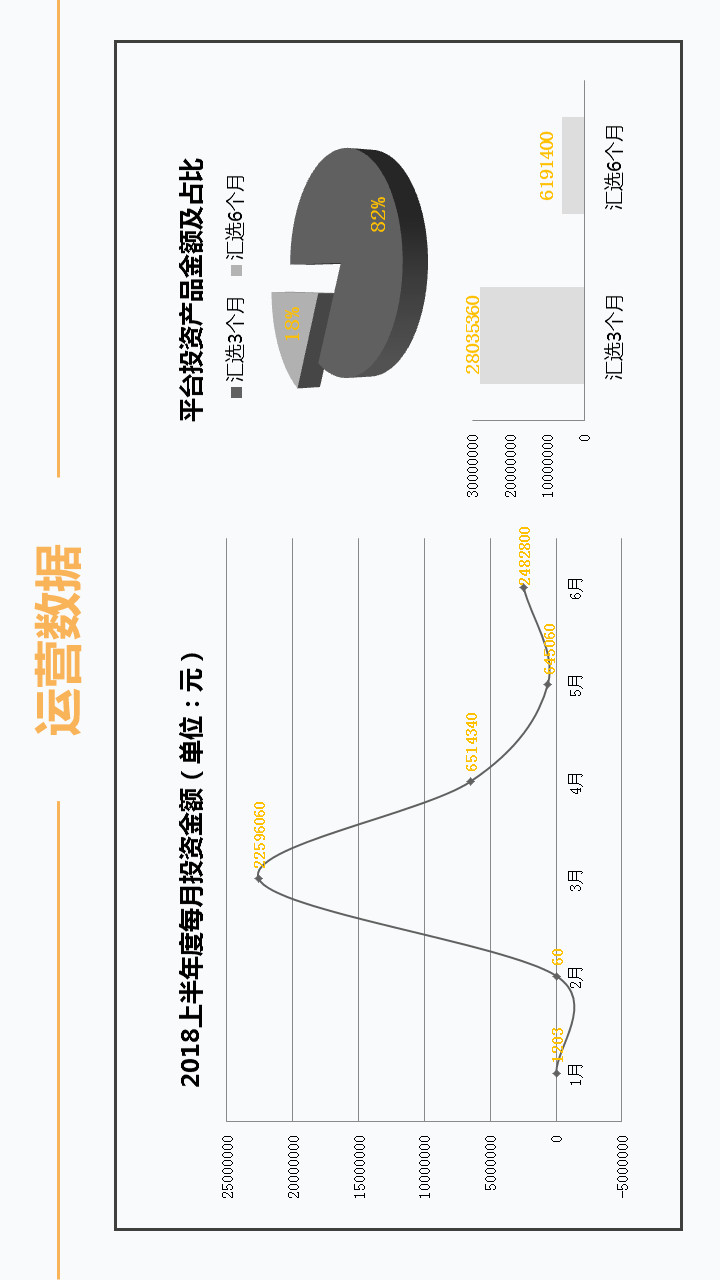 运营数据
2018上半年度每月投资金额（单位：元）
25000000
20000000
15000000
10000000
5000000
0
-5000000
1203
60
22596060
6514340
645060
2482800
1月
2月
3月
4月
5月
6月
平台投资产品金额及占比
汇选3个月 汇选6个月
18%
82%
30000000
20000000
10000000
0
28035360
6191400
汇选3个月
汇选6个月